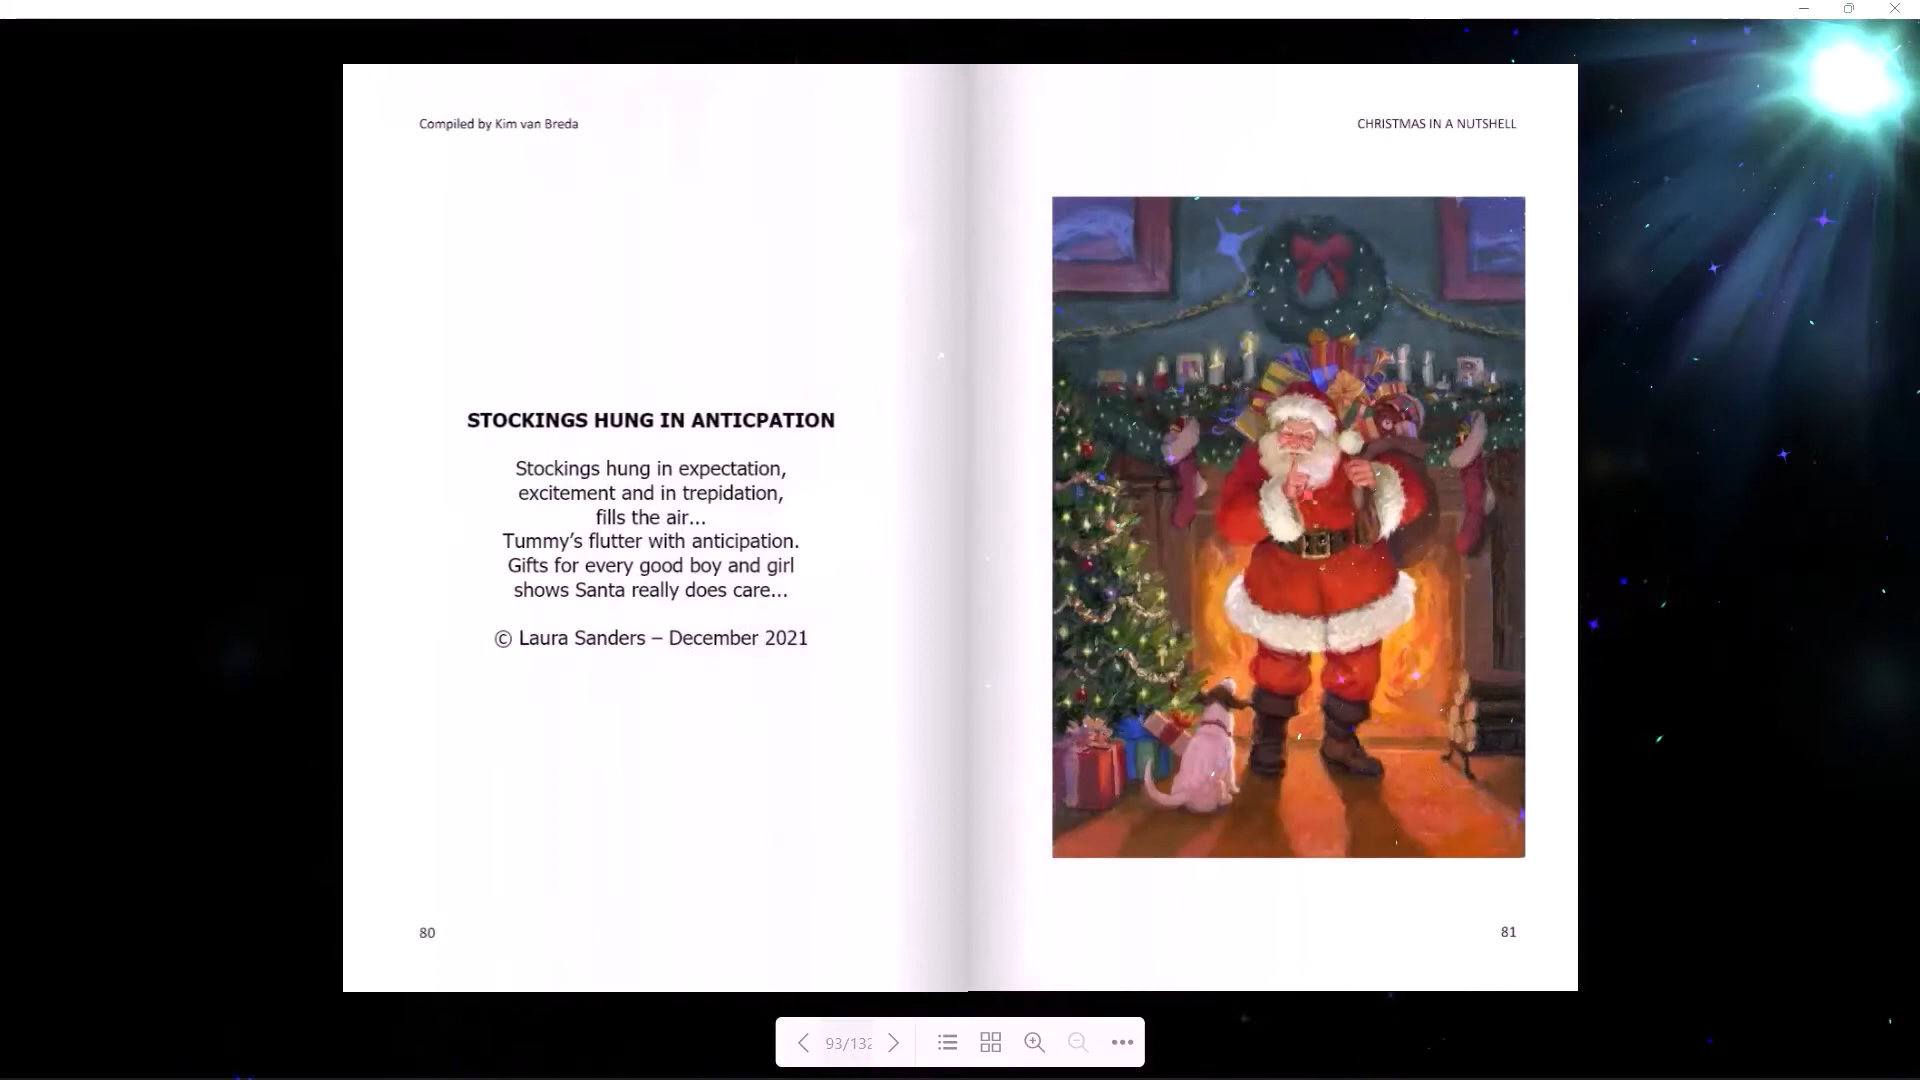 Compiled by Kim van Breda
CHRISTMAS IN A NUTSHELL
STOCKINGS HUNG IN ANTICPATION
Stockings hung in expectation,
excitement and in trepidation,
fills the air...
Tummy's flutter with anticipation.
Gifts for every good boy and girl
shows Santa really does care...
© Laura Sanders – December 2021
80
81
93/132